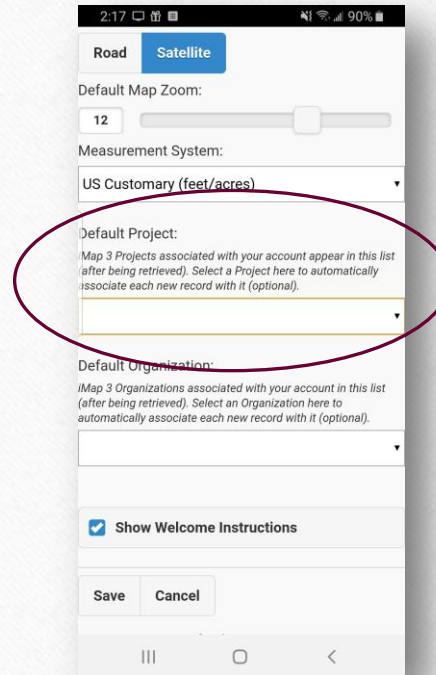 2:17 90%
Road Satellite
Default Map Zoom:
12
Measurement System:
US Customary (feet/acres)
Default Project:
iMap 3 Projects associated with your account appear in this list
(after being retrieved). Select a Project here to automatically
associate each new record with it (optional).
Default Organization:
iMap 3 Organizations associated with your account in this list
(after being retrieved). Select an Organization here to
automatically associate each new record with it (optional).
Show Welcome Instructions
Save Cancel